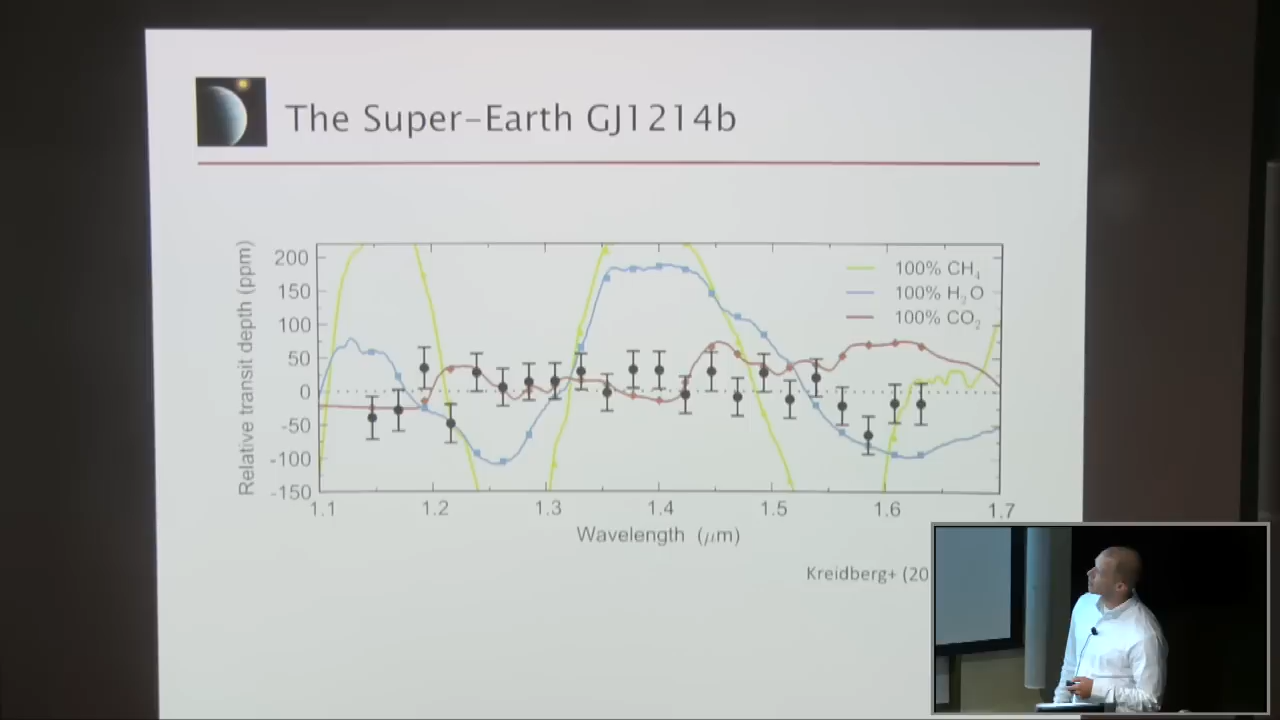 The Super-Earth GJ1214b
Relative transit depth (ppm)
200
150
100
50
0
-50
-100
-150
100% CH₄
100% H₂O
100% CO₂
1.1 1.2 1.3 1.4 1.5 1.6 1.7
Wavelength (μm)
Kreidberg+ (20